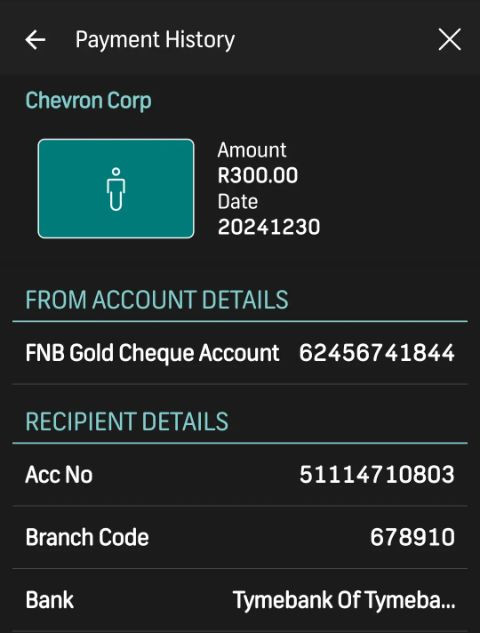 Payment History
Chevron Corp
Amount
R300.00
Date
20241230
FROM ACCOUNT DETAILS
FNB Gold Cheque Account 62456741844
RECIPIENT DETAILS
Acc No 51114710803
Branch Code 678910
Bank Tymebank Of Tymeba...